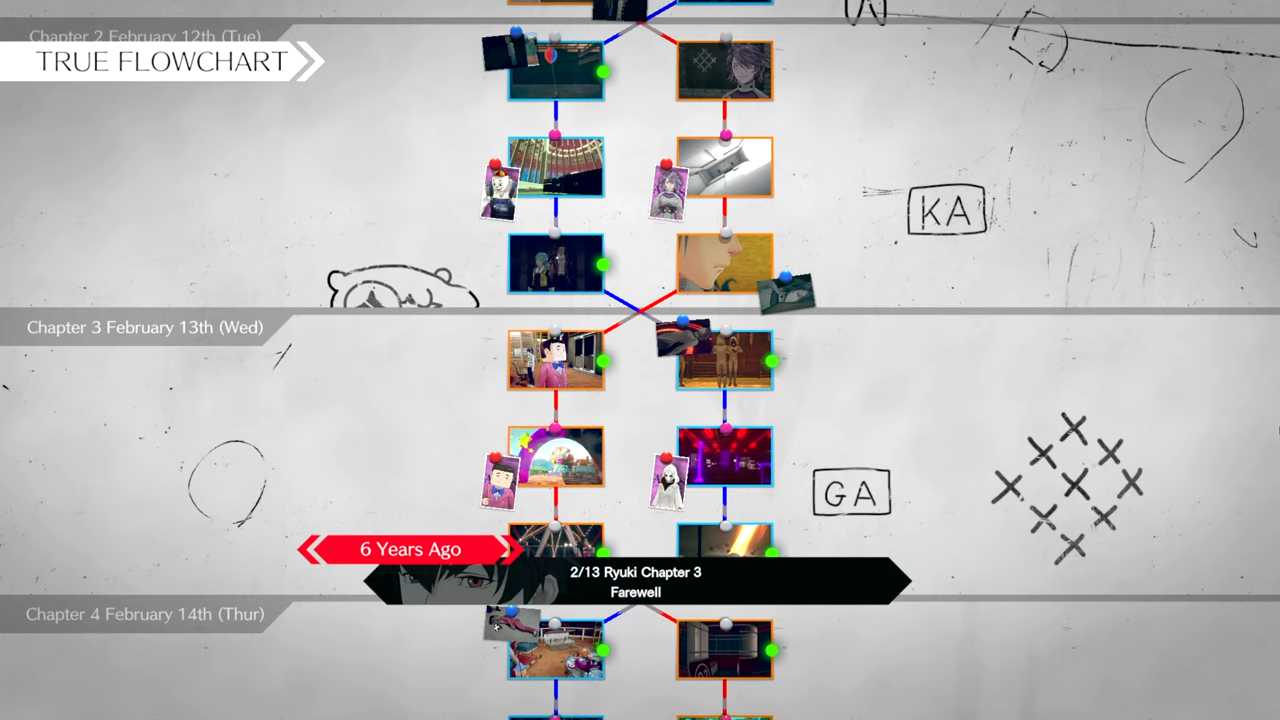 Chapter 2 February 12th (Tue)
TRUE FLOWCHART
KA
Chapter 3 February 13th (Wed)
GA
6 Years Ago
2/13 Ryuki Chapter 3
Farewell
Chapter 4 February 14th (Thur)